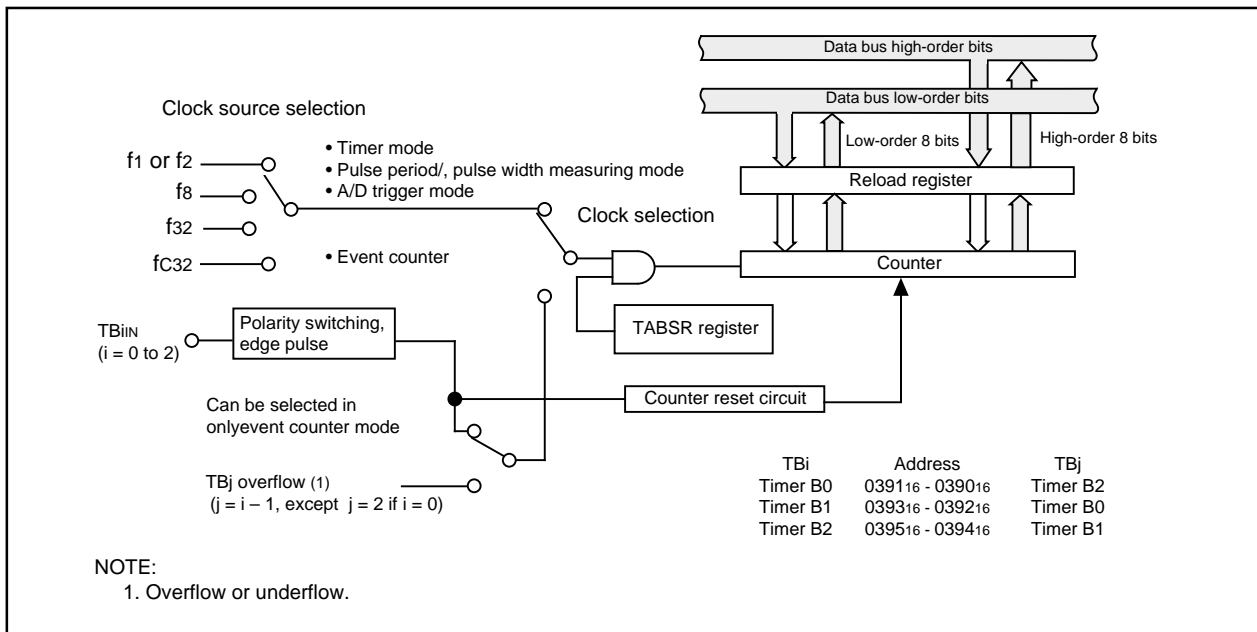 Data bus high-order bits
Data bus low-order bits
Clock source selection
Low-order 8 bits
High-order 8 bits
f1 or f2
f8
f32
fC32
• Timer mode
• Pulse period/, pulse width measuring mode
• A/D trigger mode
• Event counter
Clock selection
Reload register
Counter
TABSR register
TBiIN
(i = 0 to 2)
Polarity switching,
edge pulse
Counter reset circuit
Can be selected in
onlyevent counter mode
TBj overflow (1)
(j = i – 1, except j = 2 if i = 0)
TBi Address TBj
Timer B0 039116 - 039016 Timer B2
Timer B1 039316 - 039216 Timer B0
Timer B2 039516 - 039416 Timer B1
NOTE:
1. Overflow or underflow.